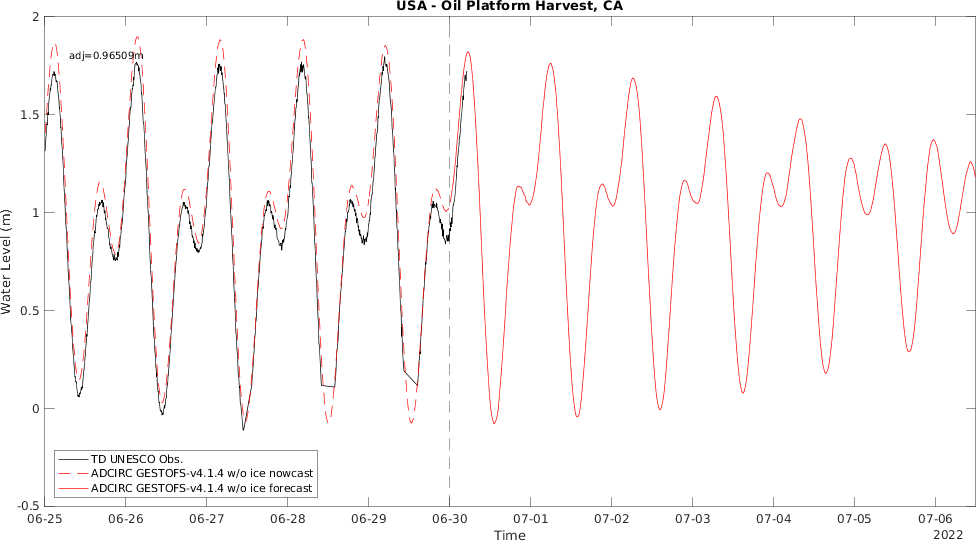 USA - Oil Platform Harvest, CA
adj=0.96509m
Water Level (m)
2
1.5
1
0.5
0
-0.5
TD UNESCO Obs.
ADCIRC GESTOFS-v4.1.4 w/o ice nowcast
ADCIRC GESTOFS-v4.1.4 w/o ice forecast
06-25 06-26 06-27 06-28 06-29 06-30 07-01 07-02 07-03 07-04 07-05 07-06
Time
2022